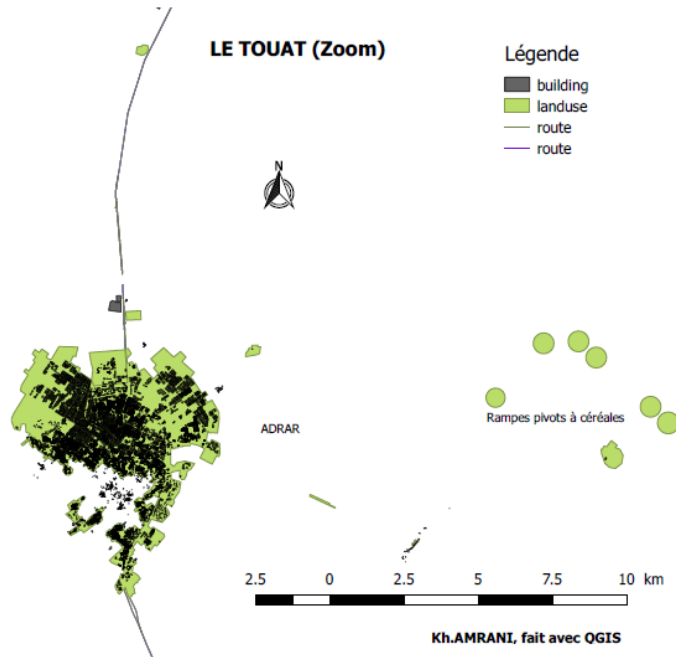 LE TOUAT (Zoom)
Légende
building
landuse
route
route
N
Rampes pivots à céréales
ADRAR
2.5 0 2.5 5 7.5 10 km
Kh.AMRANI, fait avec QGIS